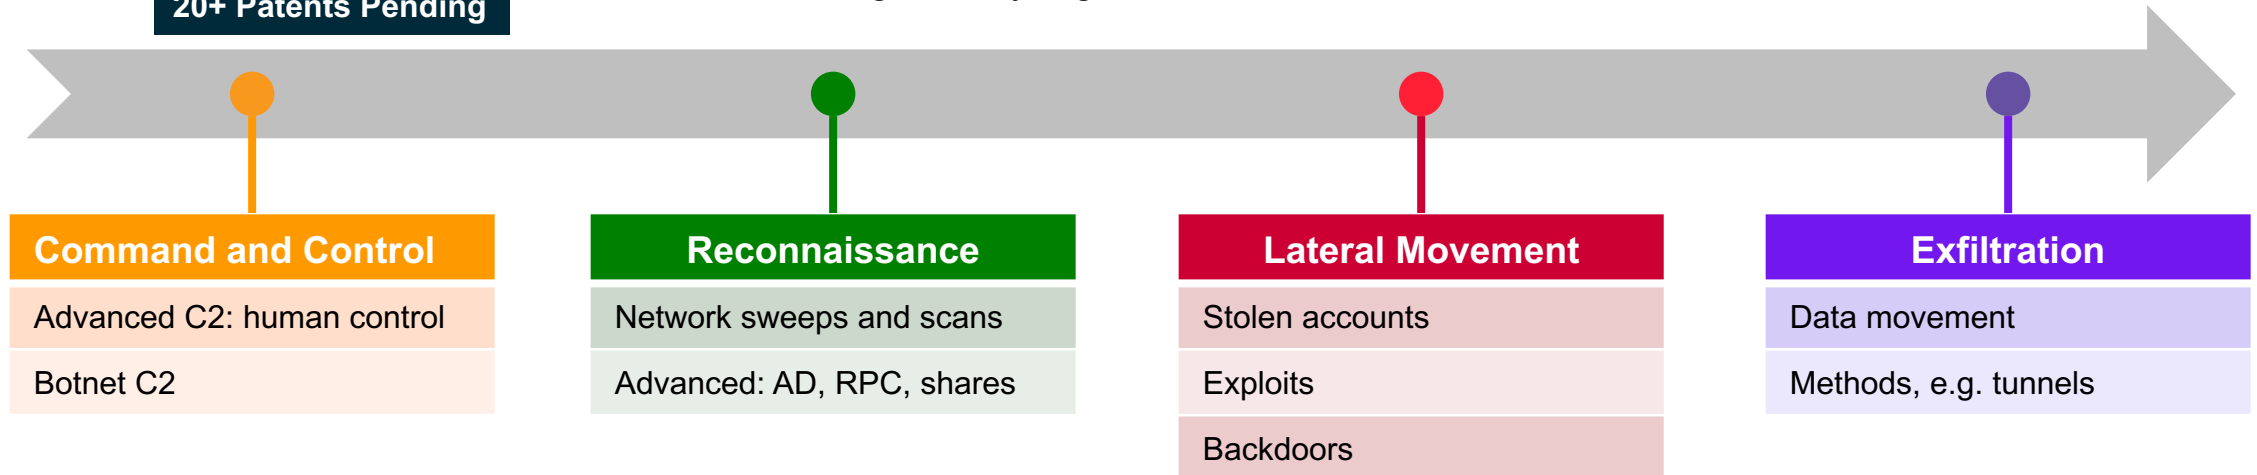 20+ Patents Pending
Command and Control
Advanced C2: human control
Botnet C2
Reconnaissance
Network sweeps and scans
Advanced: AD, RPC, shares
Lateral Movement
Stolen accounts
Exploits
Backdoors
Exfiltration
Data movement
Methods, e.g. tunnels